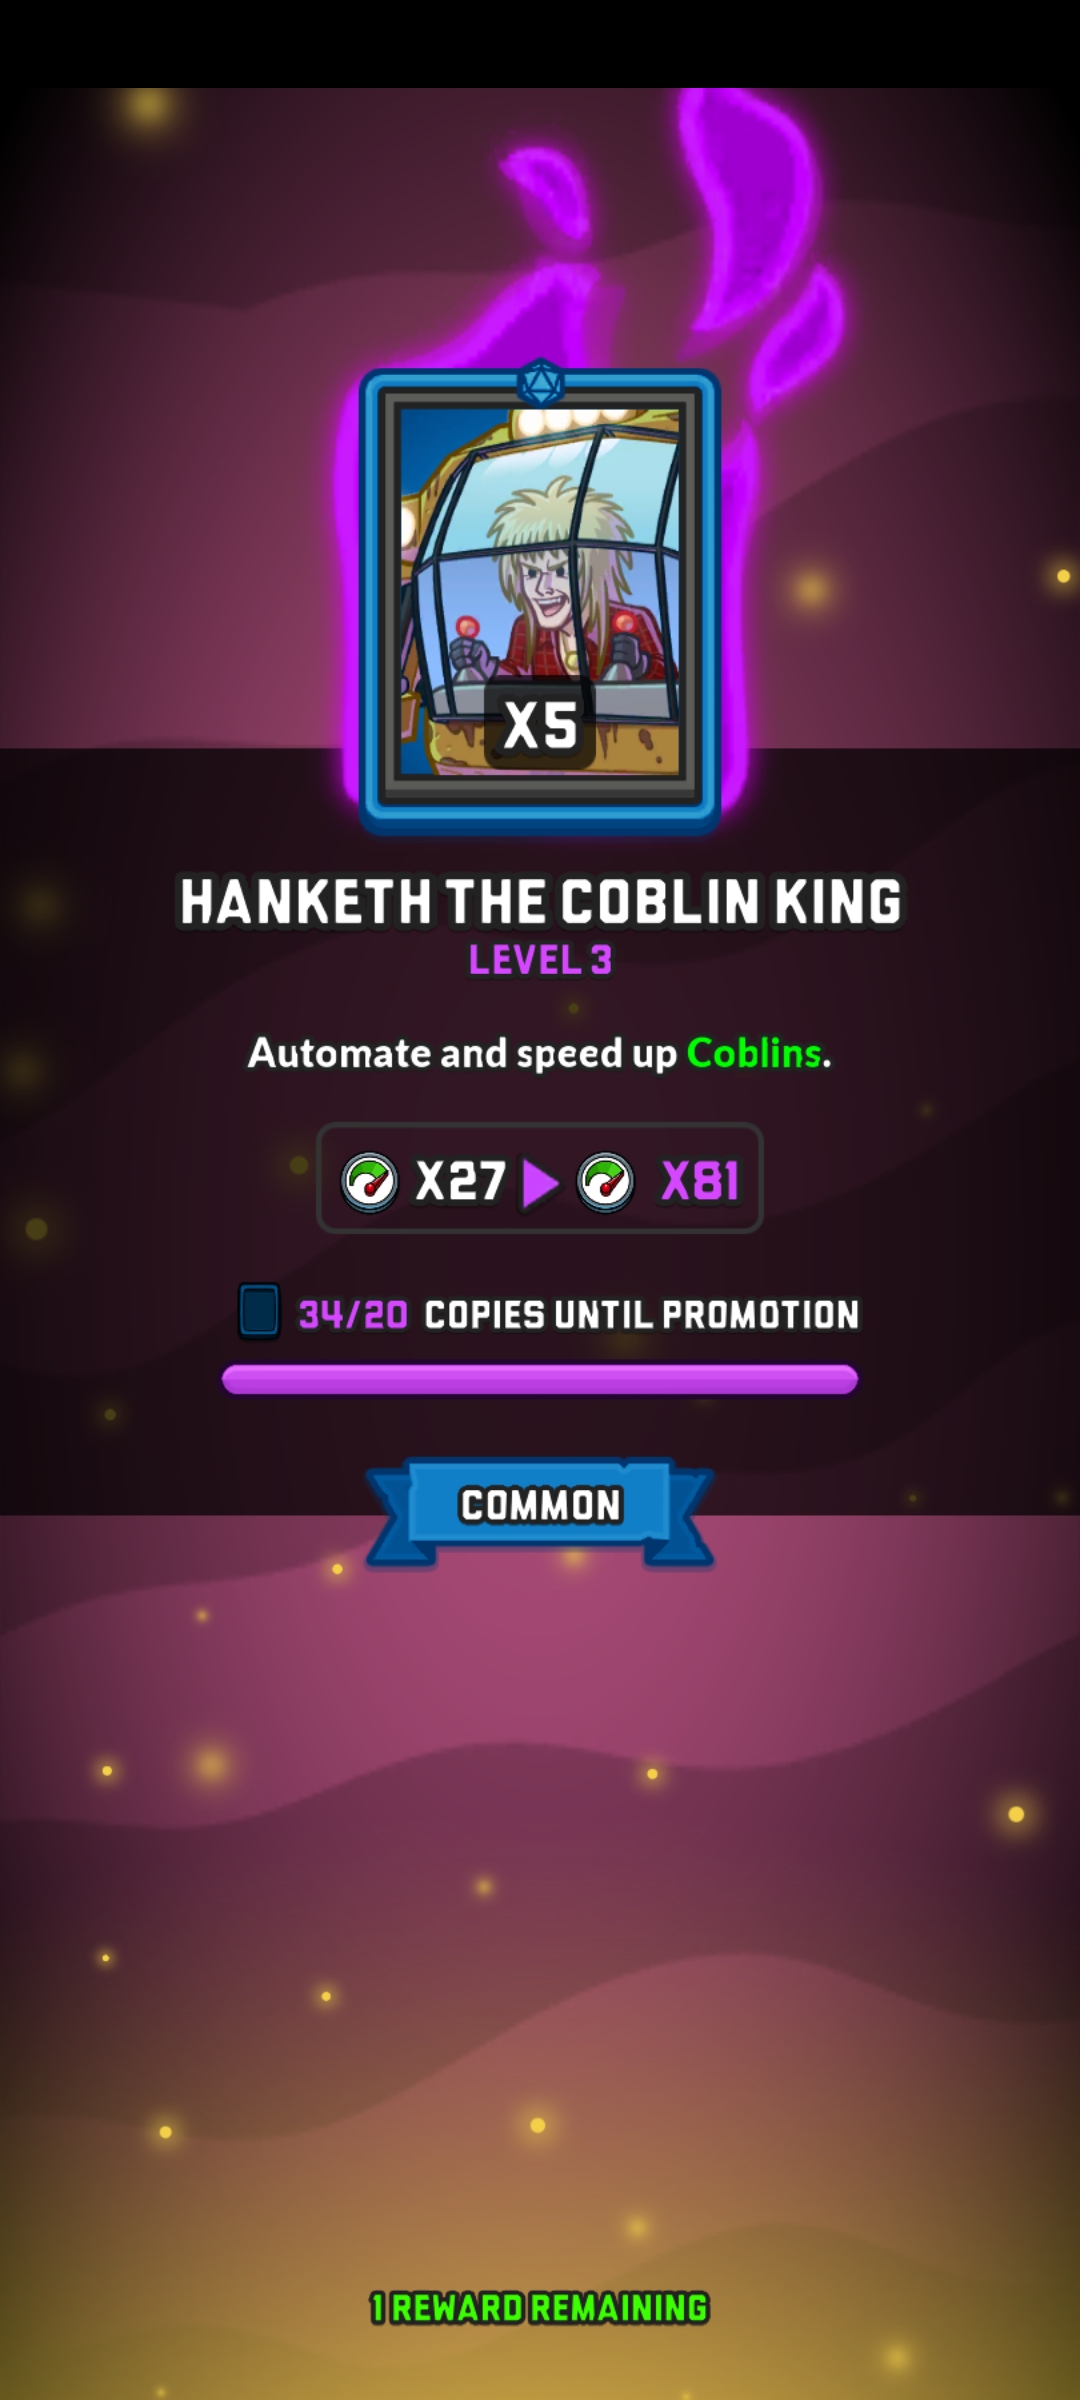 X5
HANKETH THE COBLIN KING
LEVEL 3
Automate and speed up Coblins.
X27 X81
34/20 COPIES UNTIL PROMOTION
COMMON
1 REWARD REMAINING